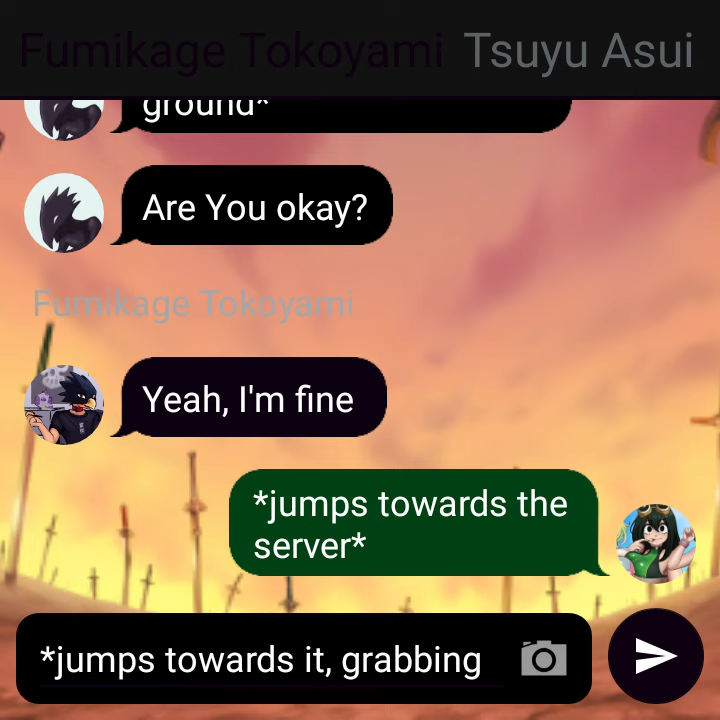 Fumikage Tokoyami Tsuyu Asui
ground*
Are You okay?
Fumikage Tokoyami
Yeah, I'm fine
*jumps towards the
server*
*jumps towards it, grabbing